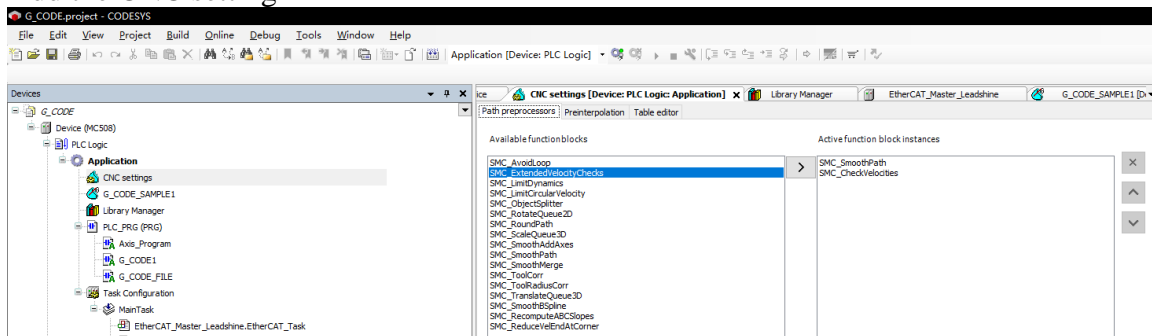 G_CODE.project - CODESYS
File Edit View Project Build Online Debug Tools Window Help
Application [Device: PLC Logic]
Devices
ice CNC settings [Device: PLC Logic: Application] Library Manager EtherCAT_Master_Leadshine G_CODE_SAMPLE1 [D
G_CODE
Path preprocessors Preinterpolation Table editor
Device (MC508)
PLC Logic
Available function blocks Active function block instances
Application
CNC settings
G_CODE_SAMPLE1
Library Manager
PLC_PRG (PRG)
Axis_Program
G_CODE1
G_CODE_FILE
Task Configuration
MainTask
EtherCAT_Master_Leadshine.EtherCAT_Task
SMC_AvoidLoop
SMC_ExtendedVelocityChecks
SMC_LimitDynamics
SMC_LimitCircularVelocity
SMC_ObjectSplitter
SMC_RotateQueue2D
SMC_RoundPath
SMC_ScaleQueue3D
SMC_SmoothAddAxes
SMC_SmoothPath
SMC_SmoothMerge
SMC_ToolCorr
SMC_ToolRadiusCorr
SMC_TranslateQueue3D
SMC_SmoothBSpline
SMC_RecomputeABCSlopes
SMC_ReduceVelEndAtCorner
SMC_SmoothPath
SMC_CheckVelocities